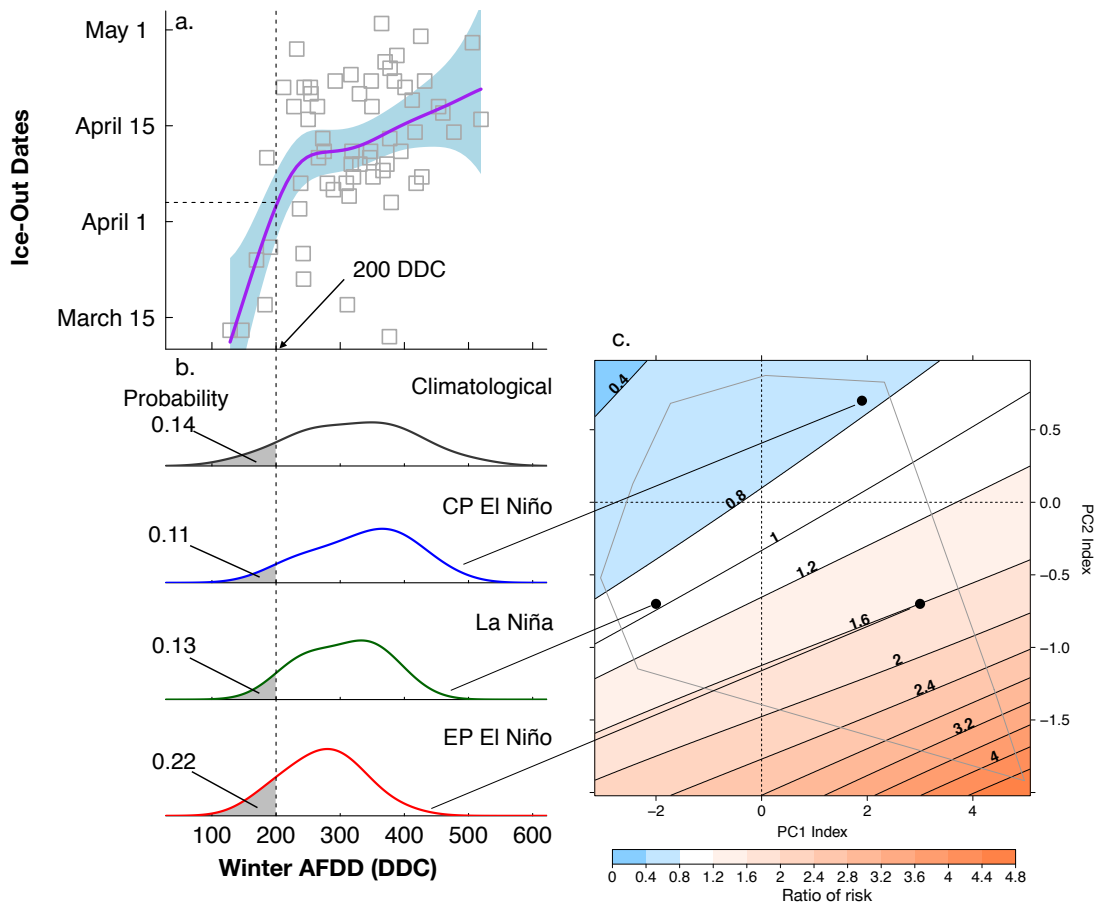 a.
May 1
April 15
April 1
March 15
Ice-Out Dates
200 DDC
b.
Climatological
Probability
0.14
CP El Niño
0.11
La Niña
0.13
EP El Niño
0.22
100 200 300 400 500 600
Winter AFDD (DDC)
c.
0.4
0.8
1
1.2
1.6
2
2.4
3.2
4
0.5
0.0
−0.5
−1.0
−1.5
PC2 Index
−2 0 2 4
PC1 Index
0 0.4 0.8 1.2 1.6 2 2.4 2.8 3.2 3.6 4 4.4 4.8
Ratio of risk